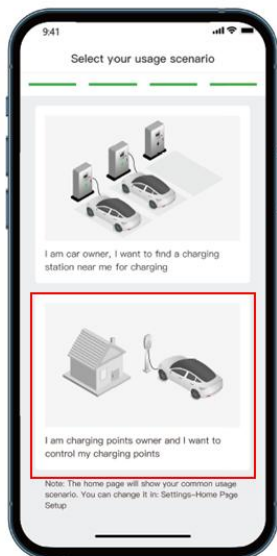 9:41
Select your usage scenario
I am car owner, I want to find a charging
station near me for charging
I am charging points owner and I want to
control my charging points
Note: The home page will show your common usage
scenario. You can change it in: Settings-Home Page
Setup